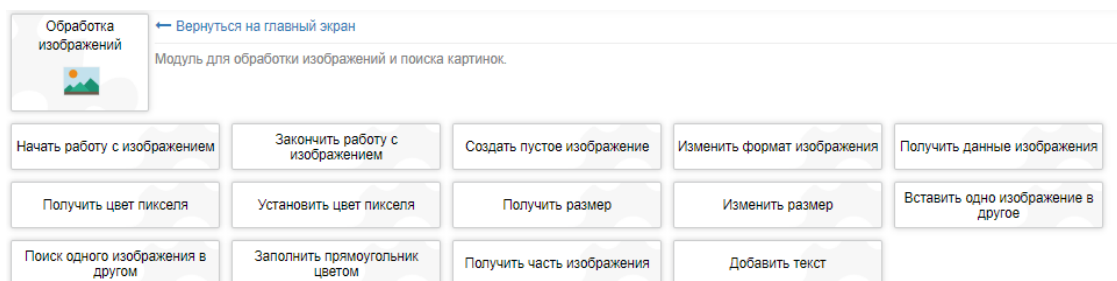 Обработка
изображений
← Вернуться на главный экран
Модуль для обработки изображений и поиска картинок.
Начать работу с изображением
Закончить работу с
изображением
Создать пустое изображение
Изменить формат изображения
Получить данные изображения
Получить цвет пикселя
Установить цвет пикселя
Получить размер
Изменить размер
Вставить одно изображение в
другое
Поиск одного изображения в
другом
Заполнить прямоугольник
цветом
Получить часть изображения
Добавить текст